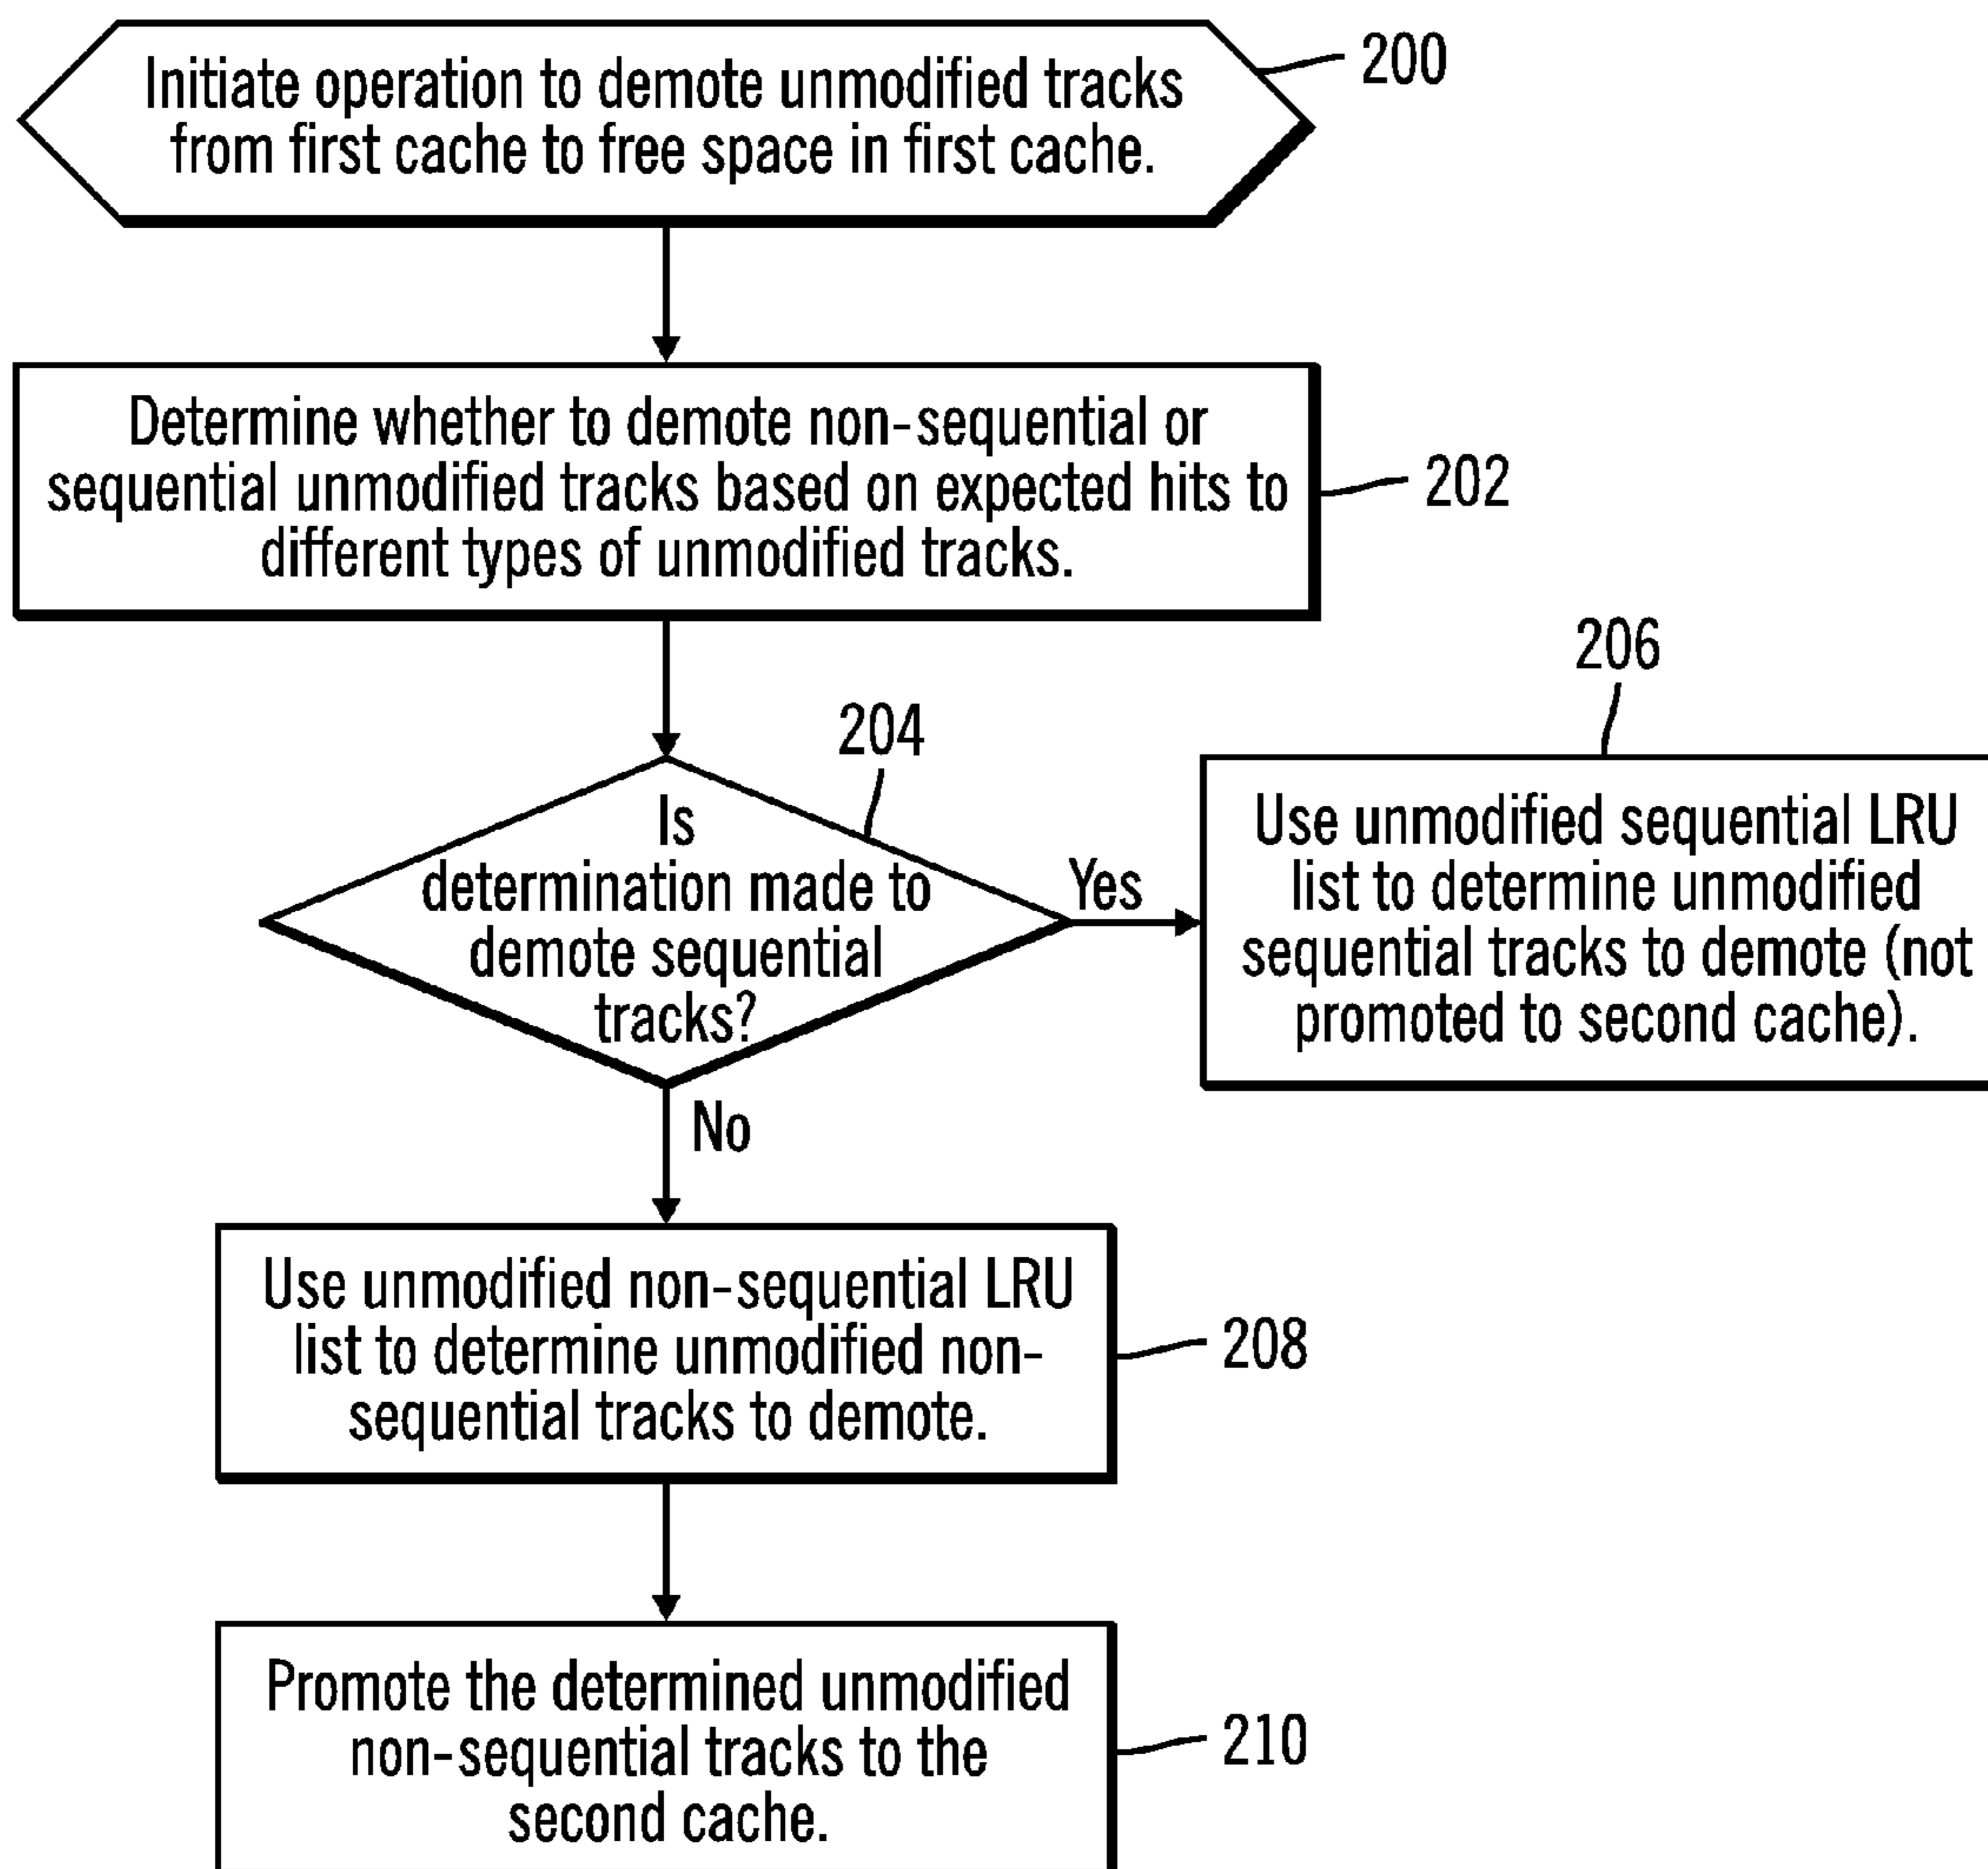 Initiate operation to demote unmodified tracks
from first cache to free space in first cache.
200
Determine whether to demote non-sequential or
sequential unmodified tracks based on expected hits to
different types of unmodified tracks.
202
204
Is
determination made to
demote sequential
tracks?
Yes
No
206
Use unmodified sequential LRU
list to determine unmodified
sequential tracks to demote (not
promoted to second cache).
Use unmodified non-sequential LRU
list to determine unmodified non-
sequential tracks to demote.
208
Promote the determined unmodified
non-sequential tracks to the
second cache.
210